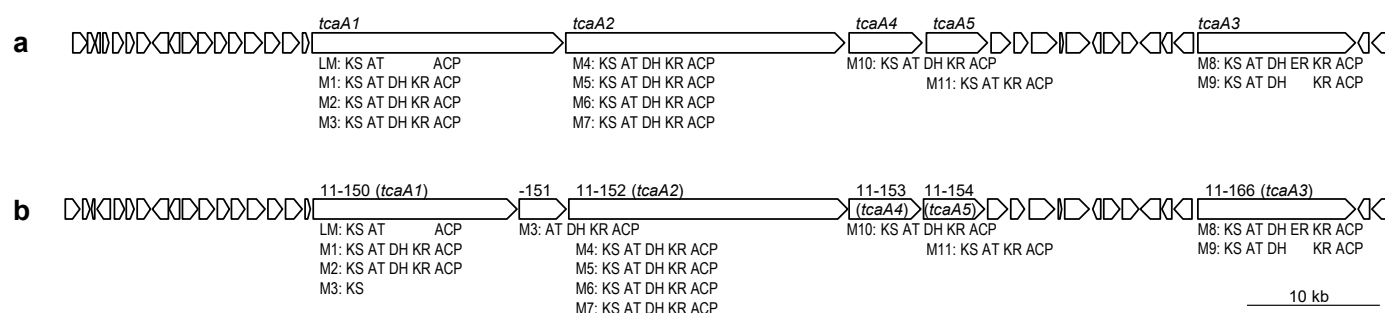 a
tcaA1 tcaA2 tcaA4 tcaA5 tcaA3
LM: KS AT ACP M4: KS AT DH KR ACP M10: KS AT DH KR ACP M8: KS AT DH ER KR ACP
M1: KS AT DH KR ACP M5: KS AT DH KR ACP M11: KS AT KR ACP M9: KS AT DH KR ACP
M2: KS AT DH KR ACP M6: KS AT DH KR ACP
M3: KS AT DH KR ACP M7: KS AT DH KR ACP
b
11-150 (tcaA1) -151 11-152 (tcaA2) 11-153 11-154 11-166 (tcaA3)
(tcaA4) (tcaA5)
LM: KS AT ACP M3: AT DH KR ACP M10: KS AT DH KR ACP M8: KS AT DH ER KR ACP
M1: KS AT DH KR ACP M4: KS AT DH KR ACP M11: KS AT KR ACP M9: KS AT DH KR ACP
M2: KS AT DH KR ACP M5: KS AT DH KR ACP
M3: KS M6: KS AT DH KR ACP
M7: KS AT DH KR ACP
10 kb